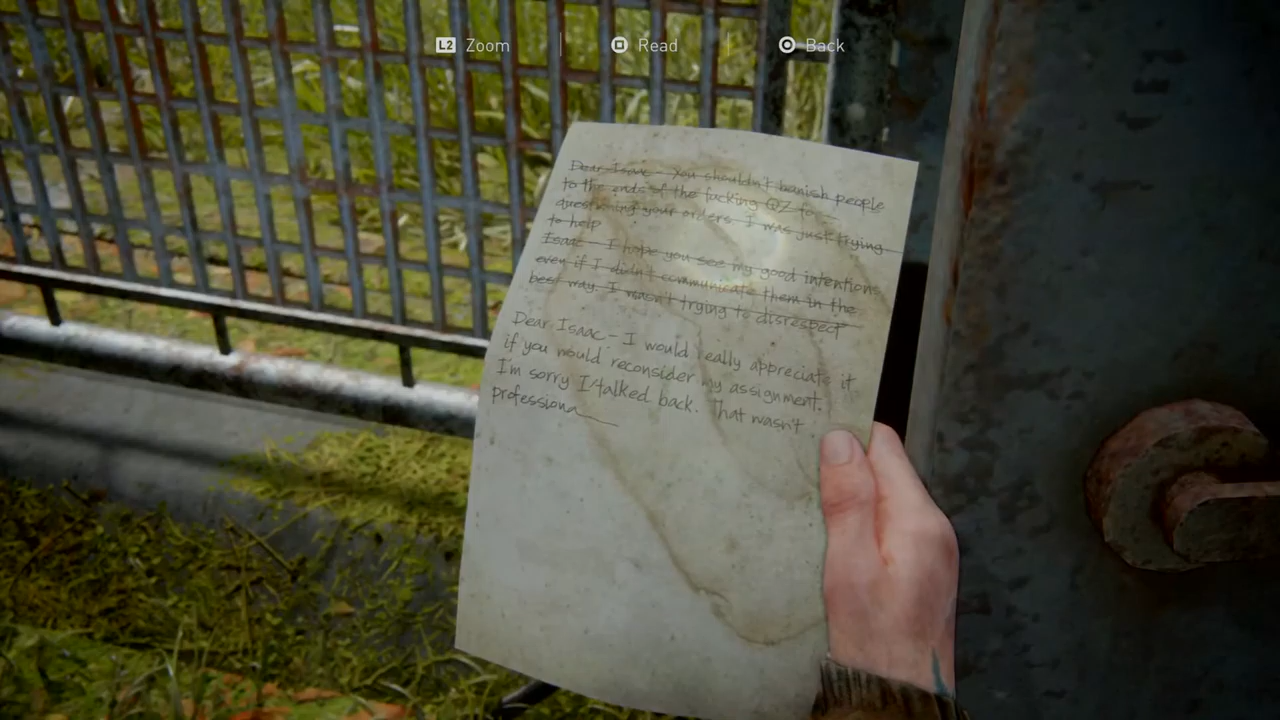 L2 Zoom Read Back
Dear Isaac - You shouldn't banish people
to the ends of the fucking QZ for
questioning your orders. I was just trying
to help
Isaac - I hope you see my good intentions
even if I didn't communicate them in the
best way. I wasn't trying to disrespect
Dear Isaac - I would really appreciate it
if you would reconsider my assignment.
I'm sorry I talked back. That wasn't
professiona